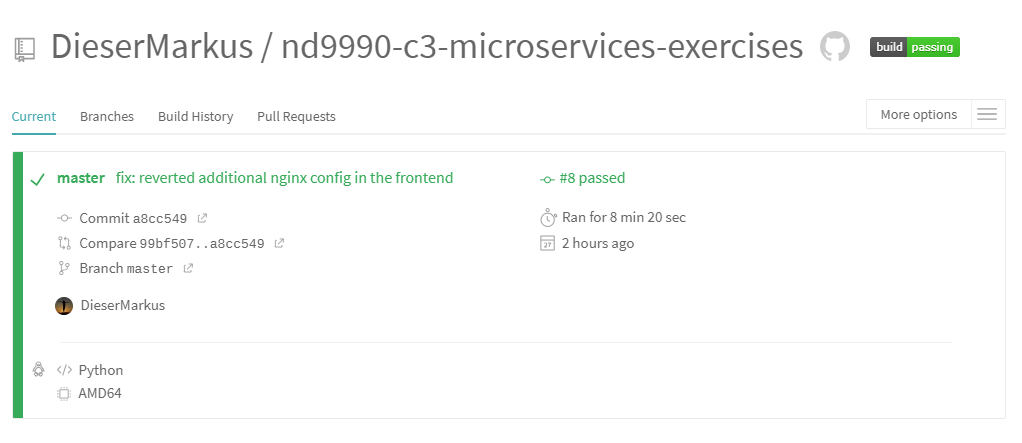 DieserMarkus / nd9990-c3-microservices-exercises build passing
Current Branches Build History Pull Requests More options
master fix: reverted additional nginx config in the frontend #8 passed
Commit a8cc549 Ran for 8 min 20 sec
Compare 99bf507..a8cc549 27 2 hours ago
Branch master
DieserMarkus
</> Python
AMD64